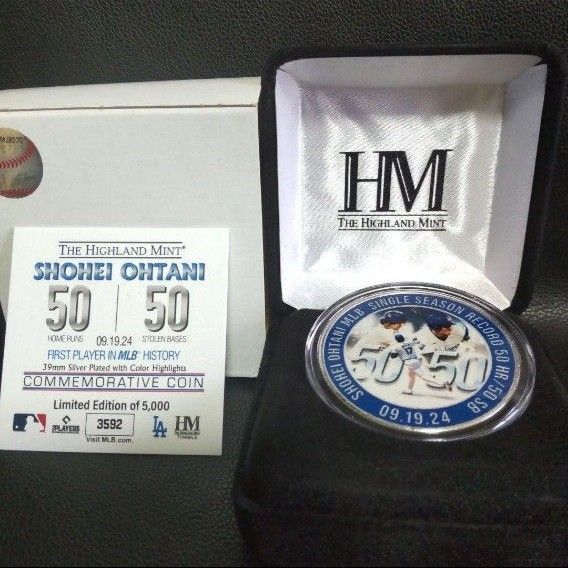 THE HIGHLAND MINT®
SHOHEI OHTANI
50 50
HOME RUNS 09.19.24 STOLEN BASES
FIRST PLAYER IN MLB HISTORY
39mm Silver Plated with Color Highlights
COMMEMORATIVE COIN
Limited Edition of 5,000
3592
PLAYERS
LA
HM
Visit MLB.com.
HM
THE HIGHLAND MINT
SHOHEI OHTANI MLB SINGLE SEASON RECORD 50 HR/50 SB
50 50
09.19.24